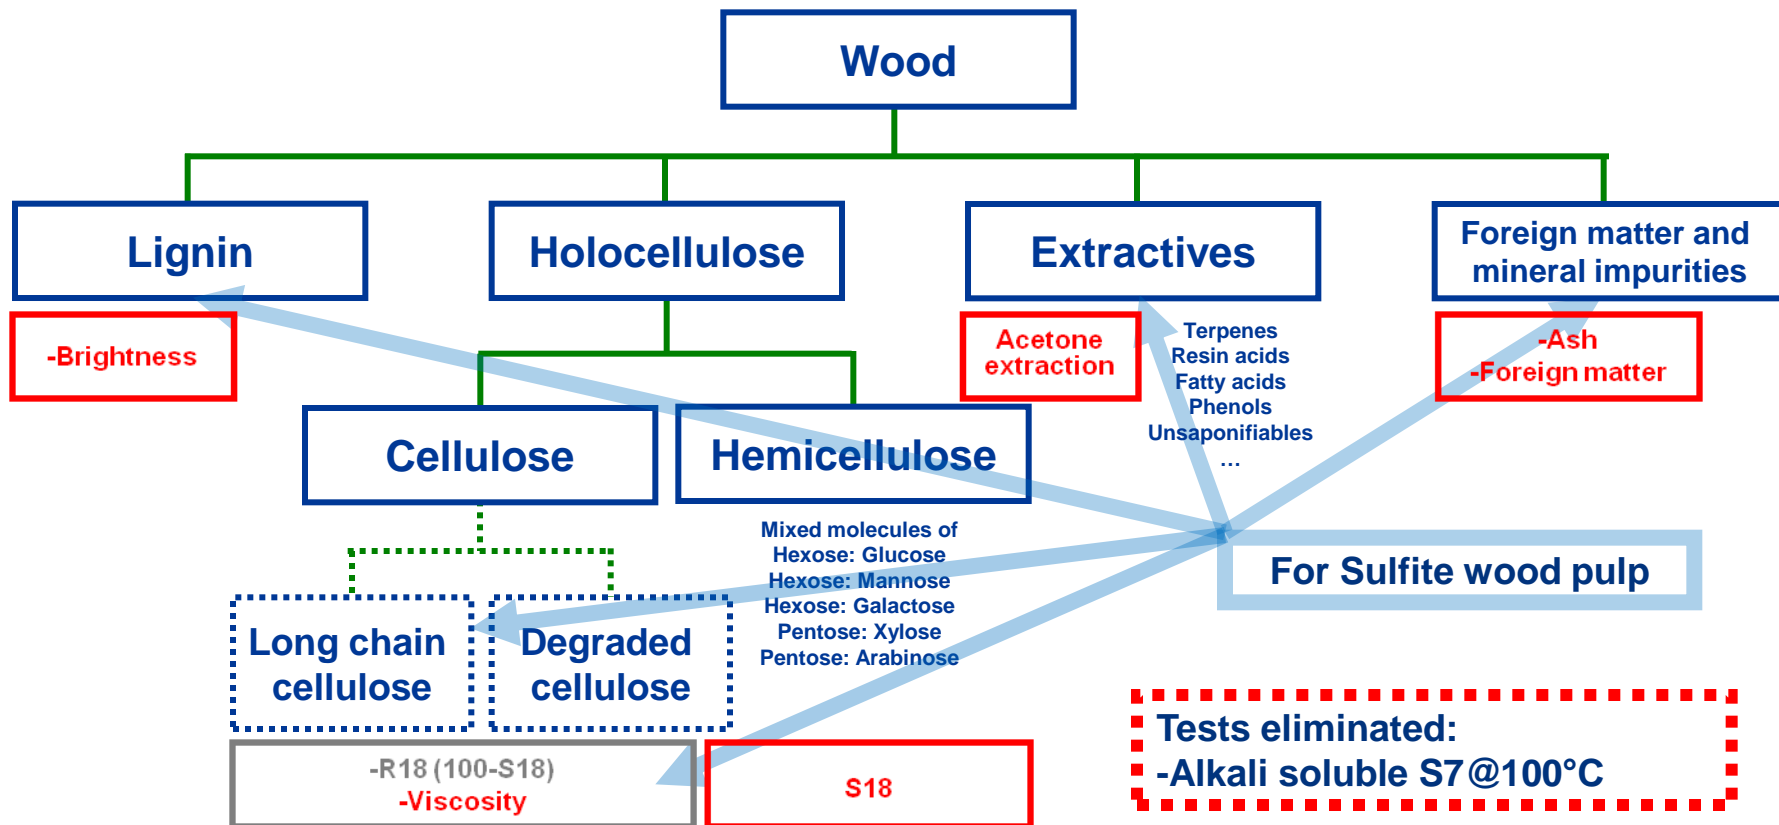 Wood
Lignin
Holocellulose
Extractives
Foreign matter and
mineral impurities
-Brightness
Acetone
extraction
Terpenes
Resin acids
Fatty acids
Phenols
Unsaponifiables
...
-Ash
-Foreign matter
Cellulose
Hemicellulose
Mixed molecules of
Hexose: Glucose
Hexose: Mannose
Hexose: Galactose
Pentose: Xylose
Pentose: Arabinose
For Sulfite wood pulp
Long chain
cellulose
Degraded
cellulose
-R18 (100-S18)
-Viscosity
S18
Tests eliminated:
-Alkali soluble S7@100°C